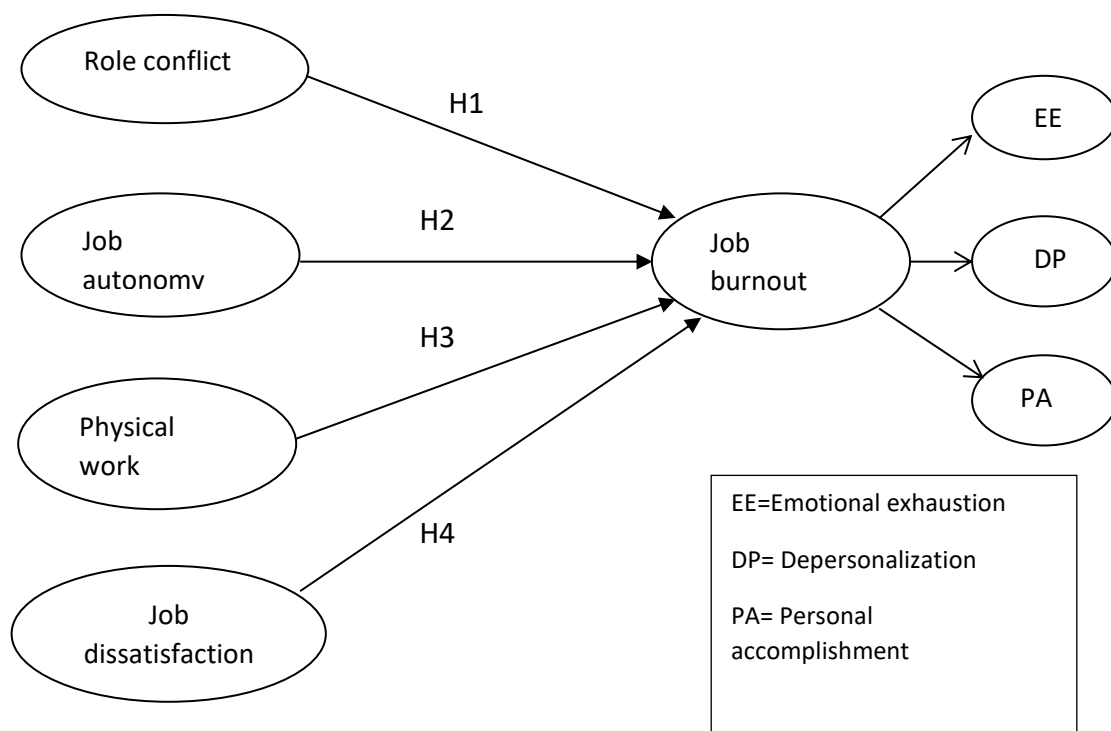 Role conflict
H1
EE
Job
autonomv
H2
Job
burnout
DP
Physical
work
H3
PA
Job
dissatisfaction
H4
EE=Emotional exhaustion
DP= Depersonalization
PA= Personal
accomplishment